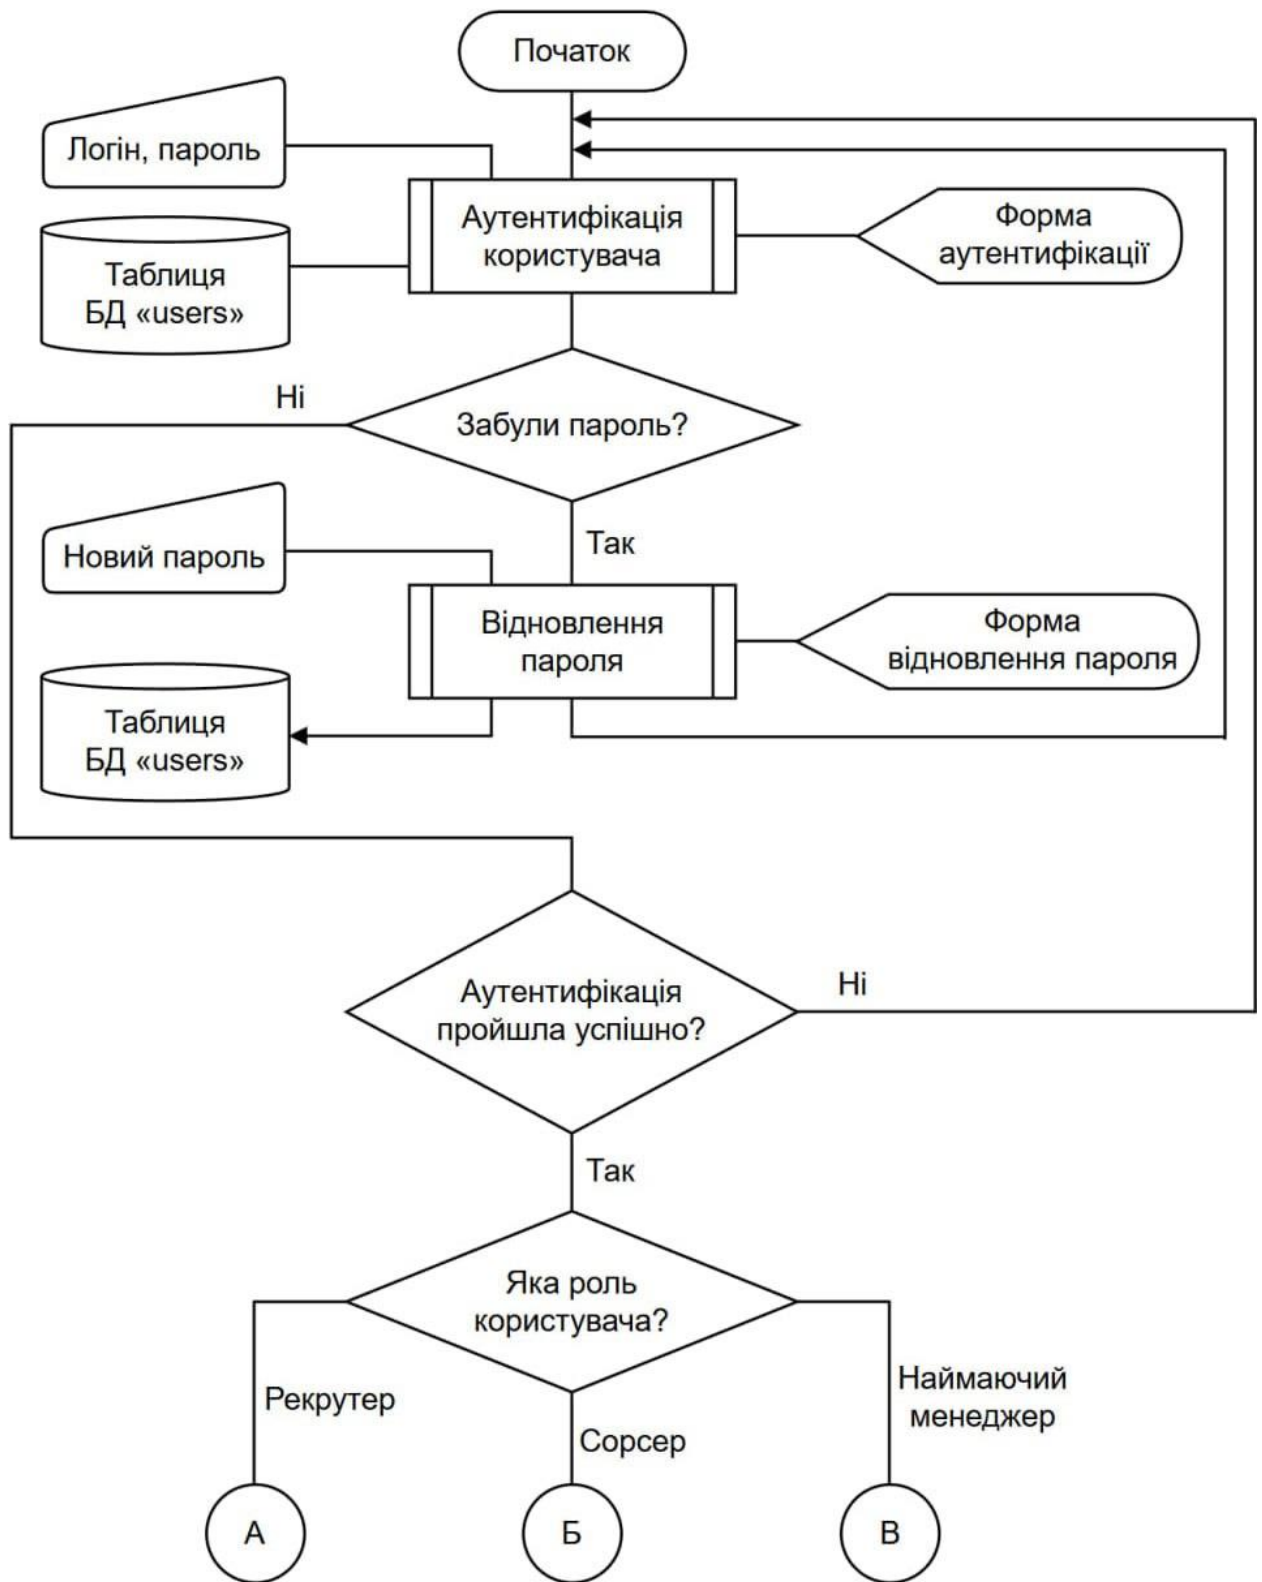 Початок
Логін, пароль
Аутентифікація
користувача
Форма
аутентифікації
Таблиця
БД «users»
Ні
Забули пароль?
Так
Новий пароль
Відновлення
пароля
Форма
відновлення пароля
Таблиця
БД «users»
Аутентифікація
пройшла успішно?
Ні
Так
Яка роль
користувача?
Рекрутер
Сорсер
Наймаючий
менеджер
А
Б
В